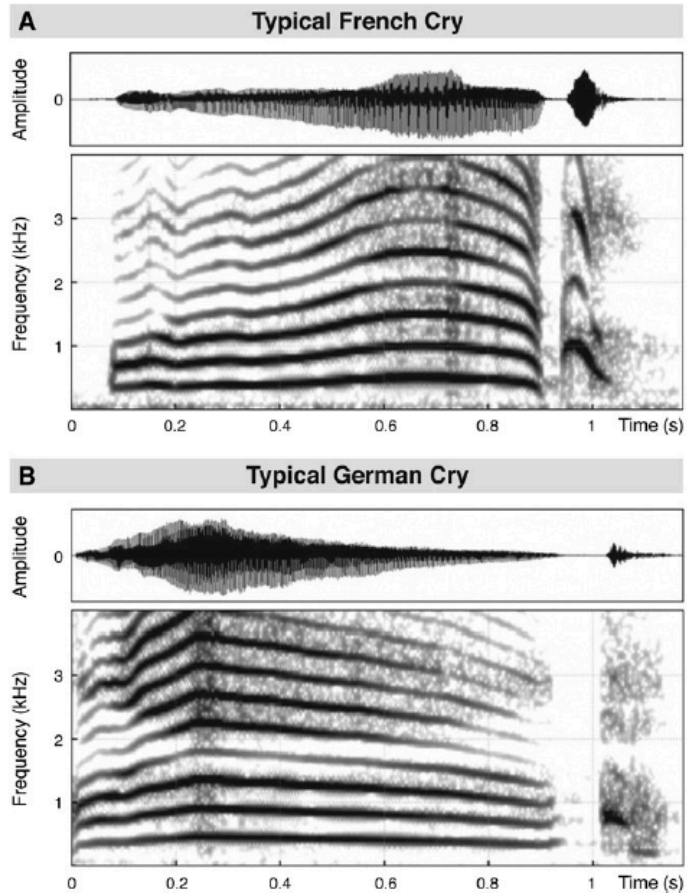 A Typical French Cry
Amplitude
0
Frequency (kHz)
3
2
1
0 0.2 0.4 0.6 0.8 1 Time (s)
B Typical German Cry
Amplitude
0
Frequency (kHz)
3
2
1
0 0.2 0.4 0.6 0.8 1 Time (s)